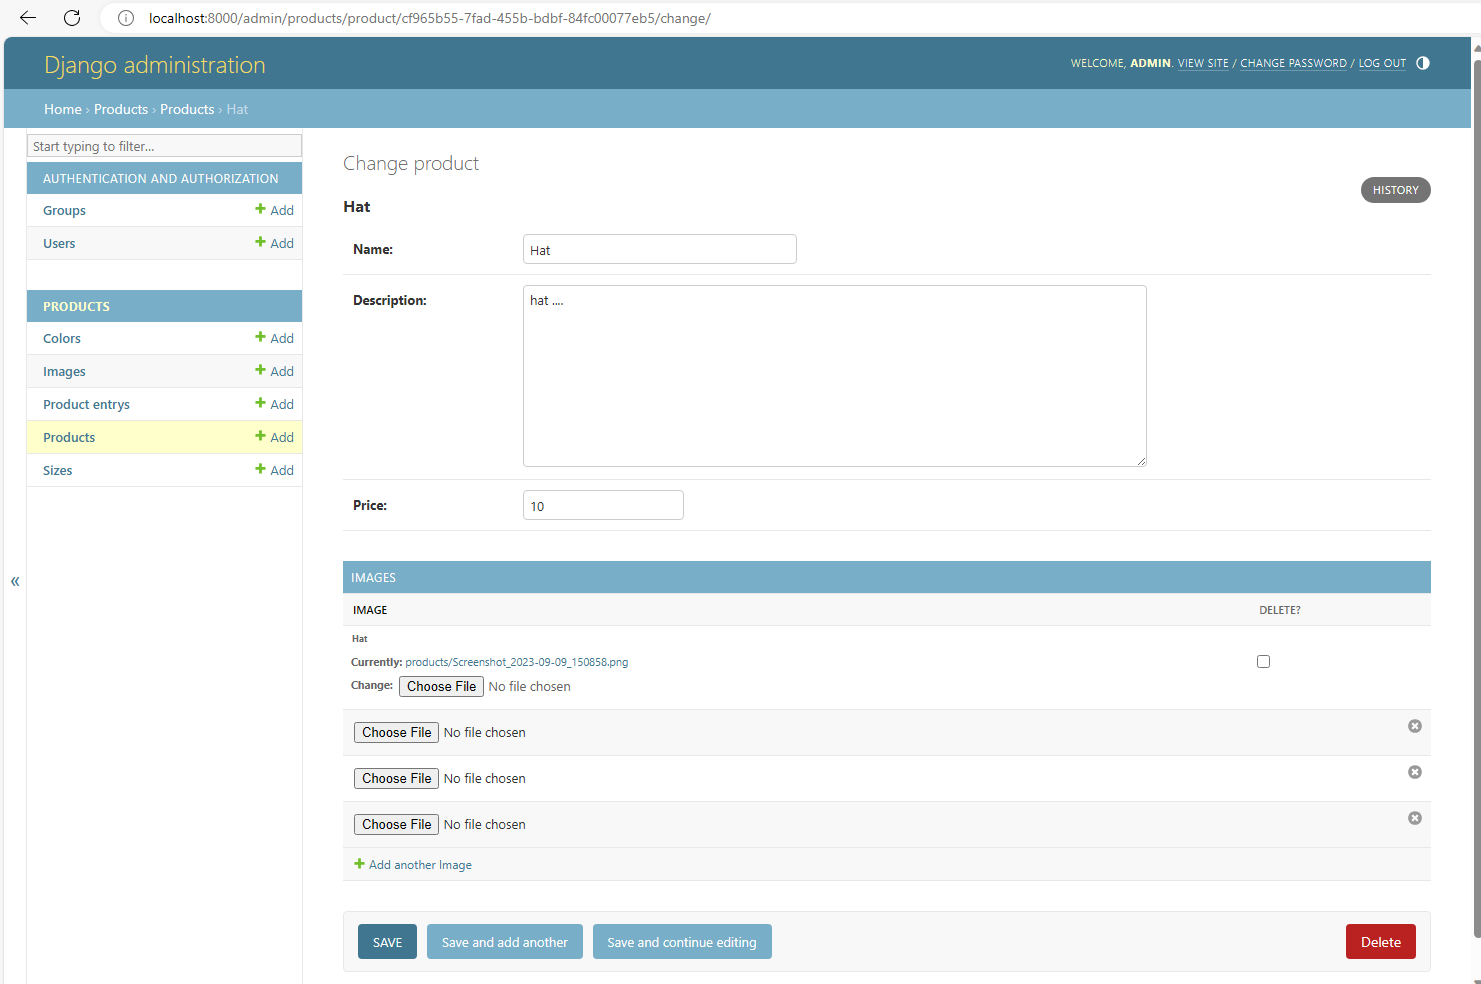 localhost:8000/admin/products/product/cf965b55-7fad-455b-bdbf-84fc00077eb5/change/
Django administration
WELCOME, ADMIN. VIEW SITE / CHANGE PASSWORD / LOG OUT
Home › Products › Products › Hat
Start typing to filter...
AUTHENTICATION AND AUTHORIZATION
Groups Add
Users Add
PRODUCTS
Colors Add
Images Add
Product entrys Add
Products Add
Sizes Add
«
Change product
HISTORY
Hat
Name: Hat
Description: hat ....
Price: 10
IMAGES
IMAGE DELETE?
Hat
Currently: products/Screenshot_2023-09-09_150858.png
Change: Choose File No file chosen
Choose File No file chosen
Choose File No file chosen
Choose File No file chosen
Add another Image
SAVE Save and add another Save and continue editing Delete